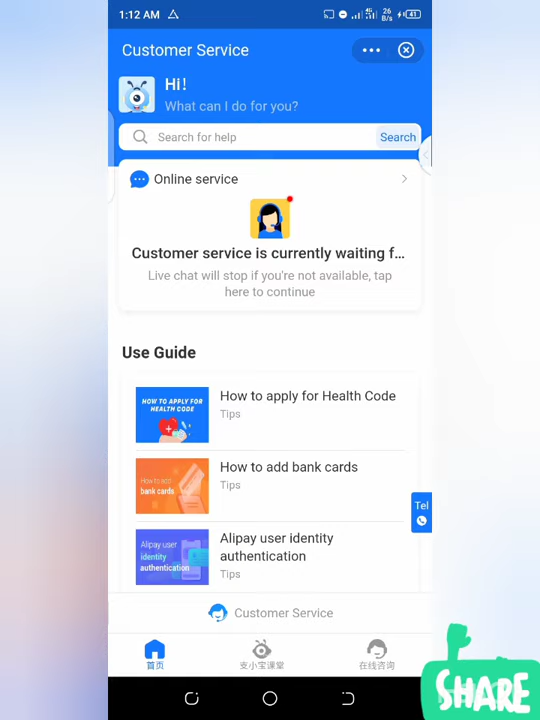 1:12 AM
4G
26
B/s
41
Customer Service
Hi!
What can I do for you?
Search for help
Search
Online service
Customer service is currently waiting f...
Live chat will stop if you're not available, tap
here to continue
Use Guide
HOW TO APPLY FOR
HEALTH CODE
How to apply for Health Code
Tips
How to add
bank cards
How to add bank cards
Tips
Tel
Alipay user
identity
authentication
Alipay user identity
authentication
Tips
Customer Service
首页
支小宝课堂
在线咨询
SHARE